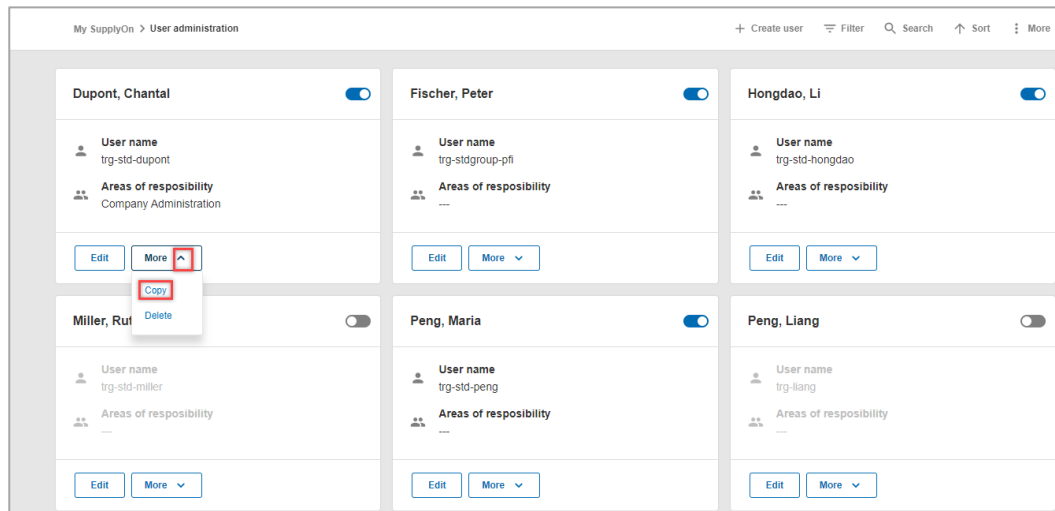 My SupplyOn > User administration
+ Create user Filter Search Sort More
Dupont, Chantal
User name
trg-std-dupont
Areas of resposibility
Company Administration
Edit More
Copy
Delete
Fischer, Peter
User name
trg-stdgroup-pfi
Areas of resposibility
---
Edit More
Hongdao, Li
User name
trg-std-hongdao
Areas of resposibility
---
Edit More
Miller, Rut
User name
trg-std-miller
Areas of resposibility
---
Edit More
Peng, Maria
User name
trg-std-peng
Areas of resposibility
---
Edit More
Peng, Liang
User name
trg-liang
Areas of resposibility
---
Edit More